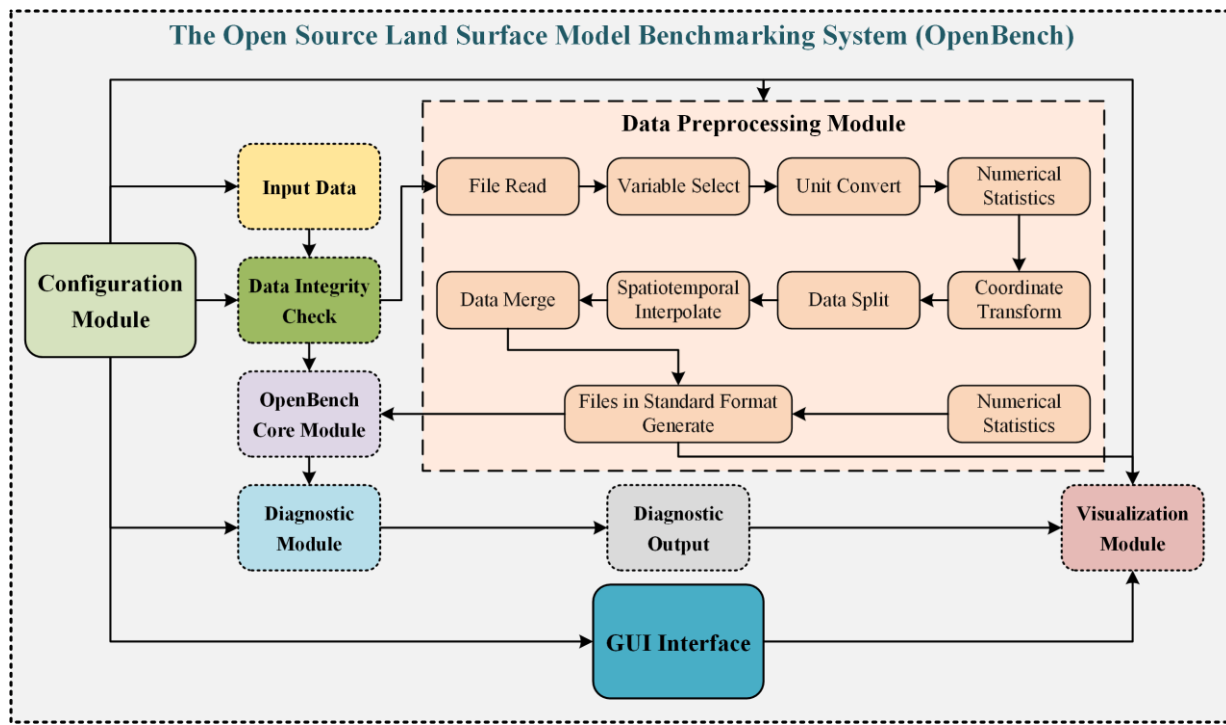 The Open Source Land Surface Model Benchmarking System (OpenBench)
Data Preprocessing Module
Input Data
File Read
Variable Select
Unit Convert
Numerical
Statistics
Configuration
Module
Data Integrity
Check
Data Merge
Spatiotemporal
Interpolate
Data Split
Coordinate
Transform
OpenBench
Core Module
Files in Standard Format
Generate
Numerical
Statistics
Diagnostic
Module
Diagnostic
Output
Visualization
Module
GUI Interface